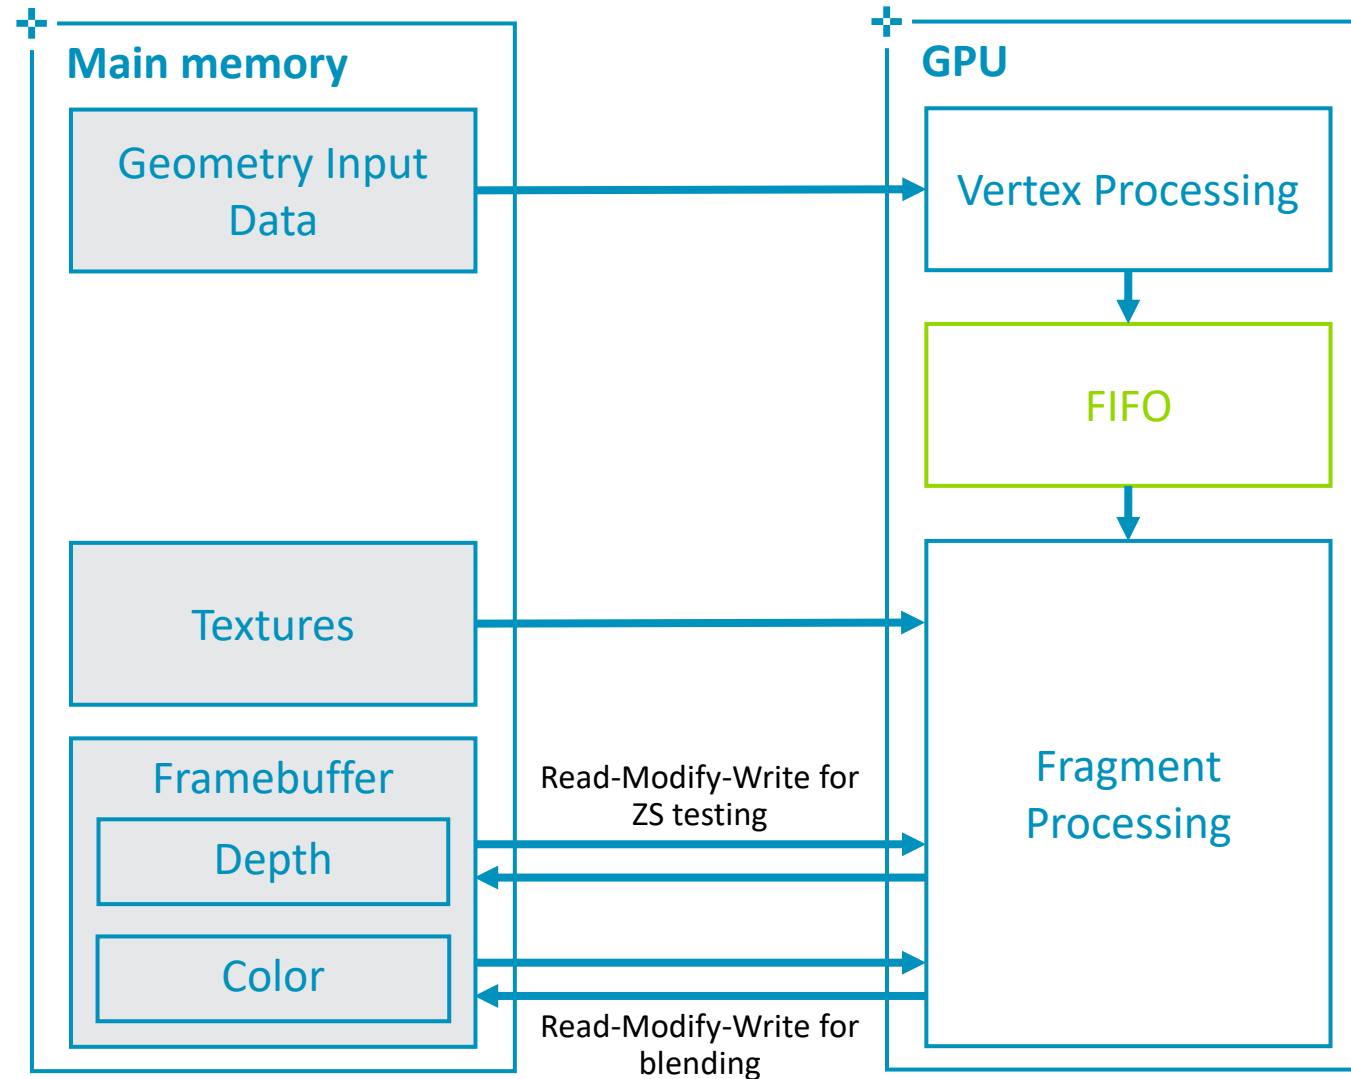 Main memory
GPU
Geometry Input
Data
Vertex Processing
FIFO
Textures
Framebuffer
Depth
Color
Read-Modify-Write for
ZS testing
Read-Modify-Write for
blending
Fragment
Processing